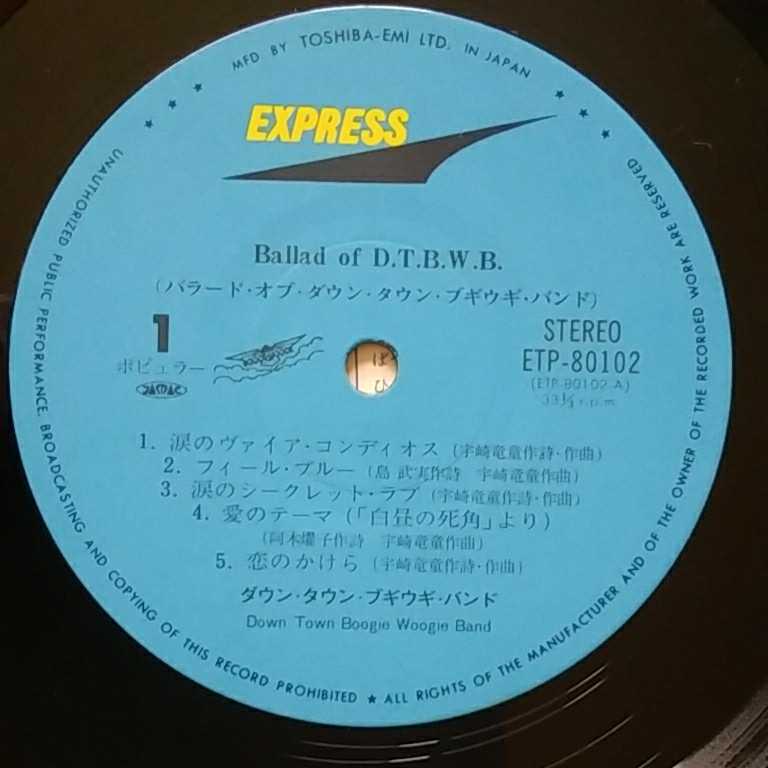 MFD BY TOSHIBA-EMI LTD. IN JAPAN
EXPRESS
Ballad of D.T.B.W.B.
(バラード・オブ・ダウン・タウン・ブギウギ・バンド)
1
ポピュラー
JASRAC
STEREO
ETP-80102
(ETP-80102-A)
33⅓ r.p.m.
1. 涙のヴァイア・コンディオス (宇崎竜童作詩・作曲)
2. フィール・ブルー (島 武実作詩 宇崎竜童作曲)
3. 涙のシークレット・ラブ (宇崎竜童作詩・作曲)
4. 愛のテーマ (「白昼の死角」より)
(阿木燿子作詩 宇崎竜童作曲)
5. 恋のかけら (宇崎竜童作詩・作曲)
ダウン・タウン・ブギウギ・バンド
Down Town Boogie Woogie Band
UNAUTHORIZED PUBLIC PERFORMANCE, BROADCASTING AND COPYING OF THIS RECORD PROHIBITED ★ ALL RIGHTS OF THE MANUFACTURER AND OF THE OWNER OF THE RECORDED WORK ARE RESERVED